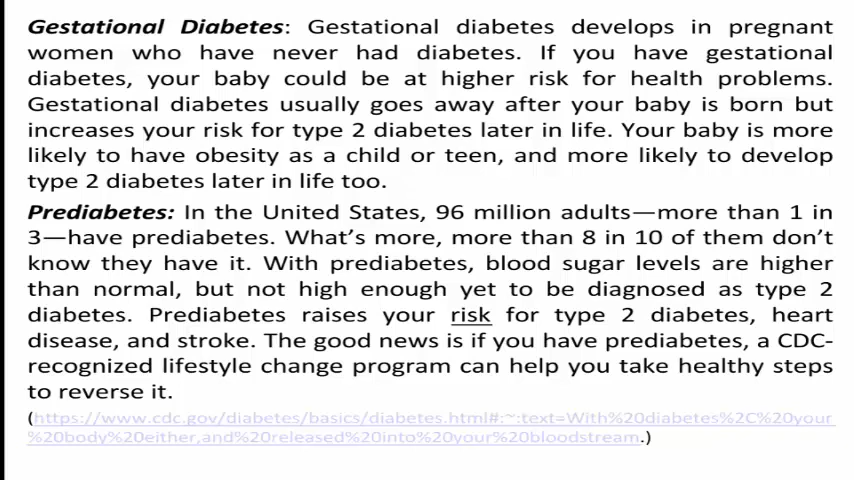 Gestational Diabetes: Gestational diabetes develops in pregnant
women who have never had diabetes. If you have gestational
diabetes, your baby could be at higher risk for health problems.
Gestational diabetes usually goes away after your baby is born but
increases your risk for type 2 diabetes later in life. Your baby is more
likely to have obesity as a child or teen, and more likely to develop
type 2 diabetes later in life too.
Prediabetes: In the United States, 96 million adults—more than 1 in
3—have prediabetes. What’s more, more than 8 in 10 of them don’t
know they have it. With prediabetes, blood sugar levels are higher
than normal, but not high enough yet to be diagnosed as type 2
diabetes. Prediabetes raises your risk for type 2 diabetes, heart
disease, and stroke. The good news is if you have prediabetes, a CDC-
recognized lifestyle change program can help you take healthy steps
to reverse it.
(https://www.cdc.gov/diabetes/basics/diabetes.html#:~:text=With%20diabetes%2C%20your
%20body%20either,and%20released%20into%20your%20bloodstream.)